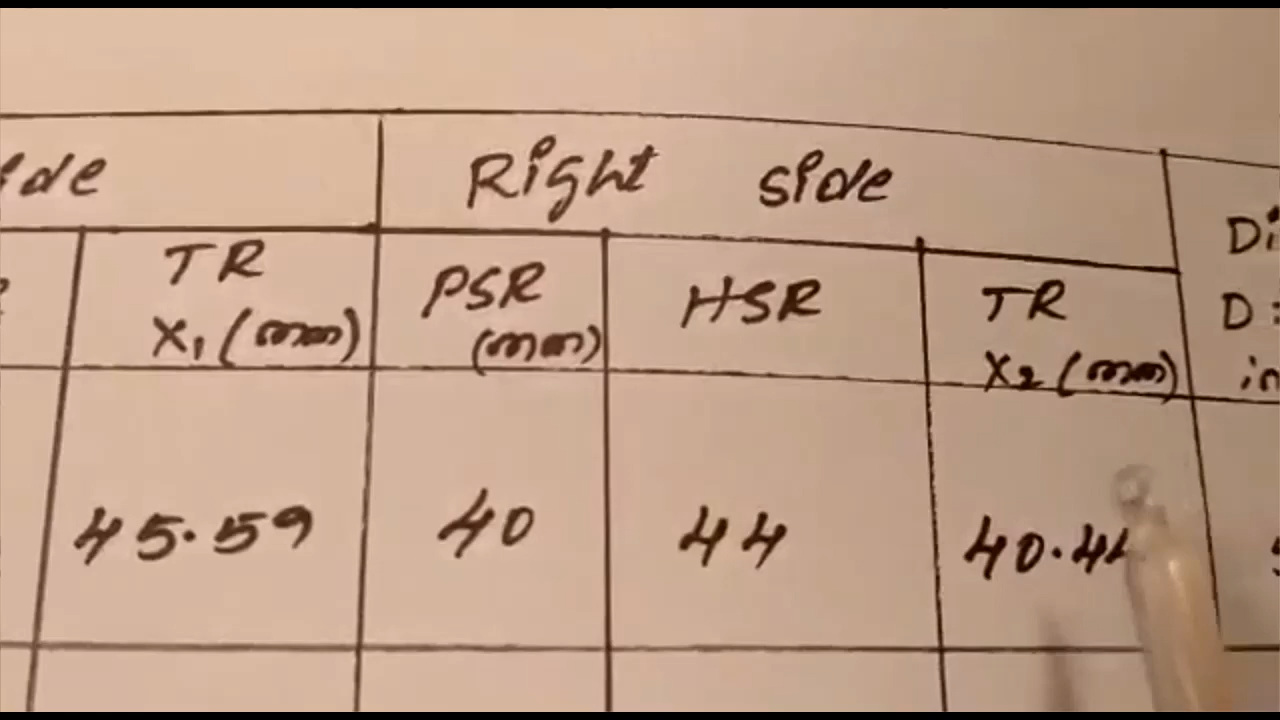 Right side
TR
X₁ (mm)
PSR
(mm)
HSR
TR
X₂ (mm)
D
45.59 40 44